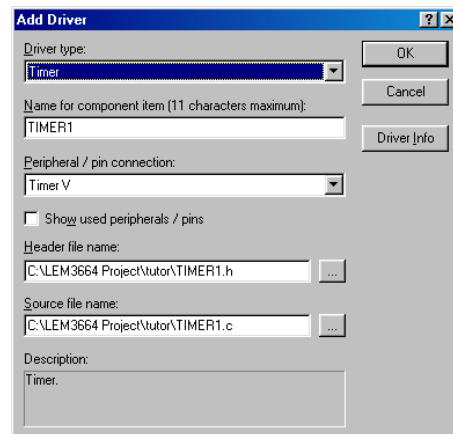 Add Driver
Driver type:
Timer
OK
Name for component item (11 characters maximum):
Cancel
TIMER1
Driver Info
Peripheral / pin connection:
Timer V
Show used peripherals / pins
Header file name:
C:\LEM3664 Project\tutor\TIMER1.h
...
Source file name:
C:\LEM3664 Project\tutor\TIMER1.c
...
Description:
Timer.